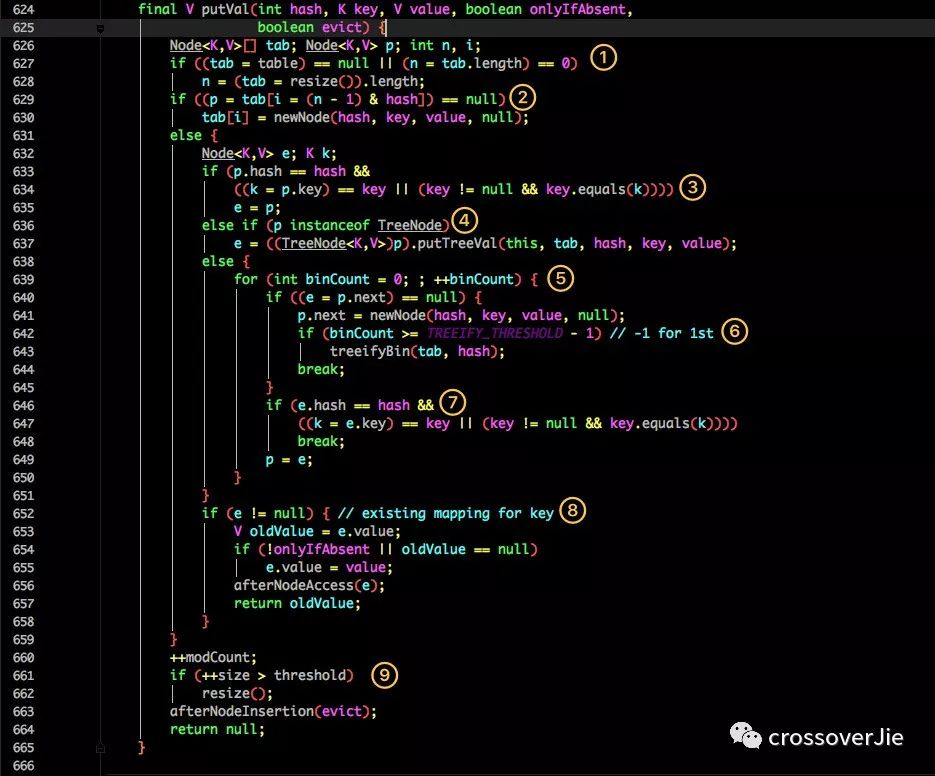 624 final V putVal(int hash, K key, V value, boolean onlyIfAbsent,
625 boolean evict) {
626 Node<K,V>[] tab; Node<K,V> p; int n, i;
627 if ((tab = table) == null || (n = tab.length) == 0) ①
628 n = (tab = resize()).length;
629 if ((p = tab[i = (n - 1) & hash]) == null) ②
630 tab[i] = newNode(hash, key, value, null);
631 else {
632 Node<K,V> e; K k;
633 if (p.hash == hash &&
634 ((k = p.key) == key || (key != null && key.equals(k)))) ③
635 e = p;
636 else if (p instanceof TreeNode) ④
637 e = ((TreeNode<K,V>)p).putTreeVal(this, tab, hash, key, value);
638 else {
639 for (int binCount = 0; ; ++binCount) { ⑤
640 if ((e = p.next) == null) {
641 p.next = newNode(hash, key, value, null);
642 if (binCount >= TREEIFY_THRESHOLD - 1) // -1 for 1st ⑥
643 treeifyBin(tab, hash);
644 break;
645 }
646 if (e.hash == hash && ⑦
647 ((k = e.key) == key || (key != null && key.equals(k))))
648 break;
649 p = e;
650 }
651 }
652 if (e != null) { // existing mapping for key ⑧
653 V oldValue = e.value;
654 if (!onlyIfAbsent || oldValue == null)
655 e.value = value;
656 afterNodeAccess(e);
657 return oldValue;
658 }
659 }
660 ++modCount;
661 if (++size > threshold) ⑨
662 resize();
663 afterNodeInsertion(evict);
664 return null;
665 }
666
crossoverJie